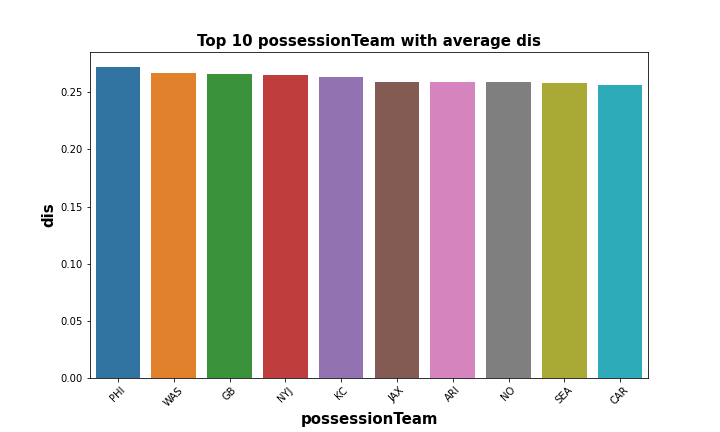 Top 10 possessionTeam with average dis
dis
0.25
0.20
0.15
0.10
0.05
0.00
PHI WAS GB NYJ KC JAX ARI NO SEA CAR
possessionTeam